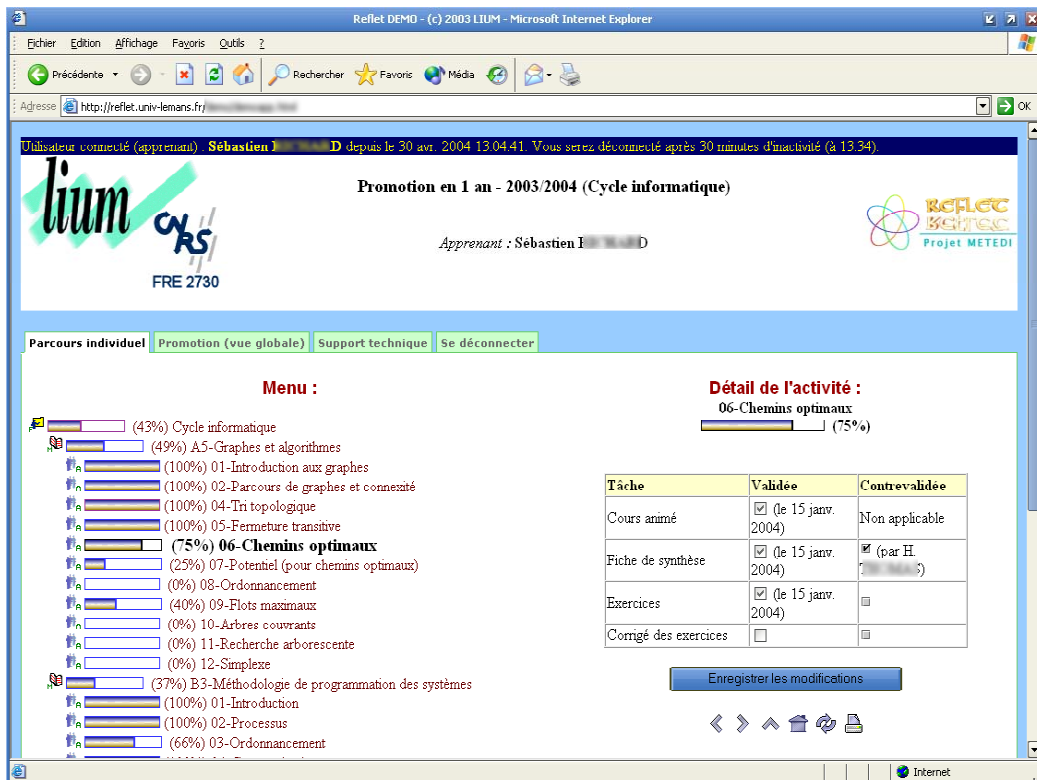 Reflet DEMO - (c) 2003 LIUM - Microsoft Internet Explorer
Fichier Edition Affichage Favoris Outils ?
Précédente Rechercher Favoris Média
Adresse http://reflet.univ-lemans.fr/ OK
Utilisateur connecté (apprenant) : Sébastien depuis le 30 avr. 2004 13.04.41. Vous serez déconnecté après 30 minutes d'inactivité (à 13.34).
lium
CNRS
FRE 2730
Promotion en 1 an - 2003/2004 (Cycle informatique)
Apprenant : Sébastien
REFLET
Projet METEDI
Parcours individuel Promotion (vue globale) Support technique Se déconnecter
Menu :
(43%) Cycle informatique
(49%) A5-Graphes et algorithmes
(100%) 01-Introduction aux graphes
(100%) 02-Parcours de graphes et connexité
(100%) 04-Tri topologique
(100%) 05-Fermeture transitive
(75%) 06-Chemins optimaux
(25%) 07-Potentiel (pour chemins optimaux)
(0%) 08-Ordonnancement
(40%) 09-Flots maximaux
(0%) 10-Arbres couvrants
(0%) 11-Recherche arborescente
(0%) 12-Simplexe
(37%) B3-Méthodologie de programmation des systèmes
(100%) 01-Introduction
(100%) 02-Processus
(66%) 03-Ordonnancement
Détail de l'activité :
06-Chemins optimaux
(75%)
Tâche Validée Contrevalidée
Cours animé (le 15 janv. 2004) Non applicable
Fiche de synthèse (le 15 janv. 2004) (par H. )
Exercices (le 15 janv. 2004)
Corrigé des exercices
Enregistrer les modifications
Internet